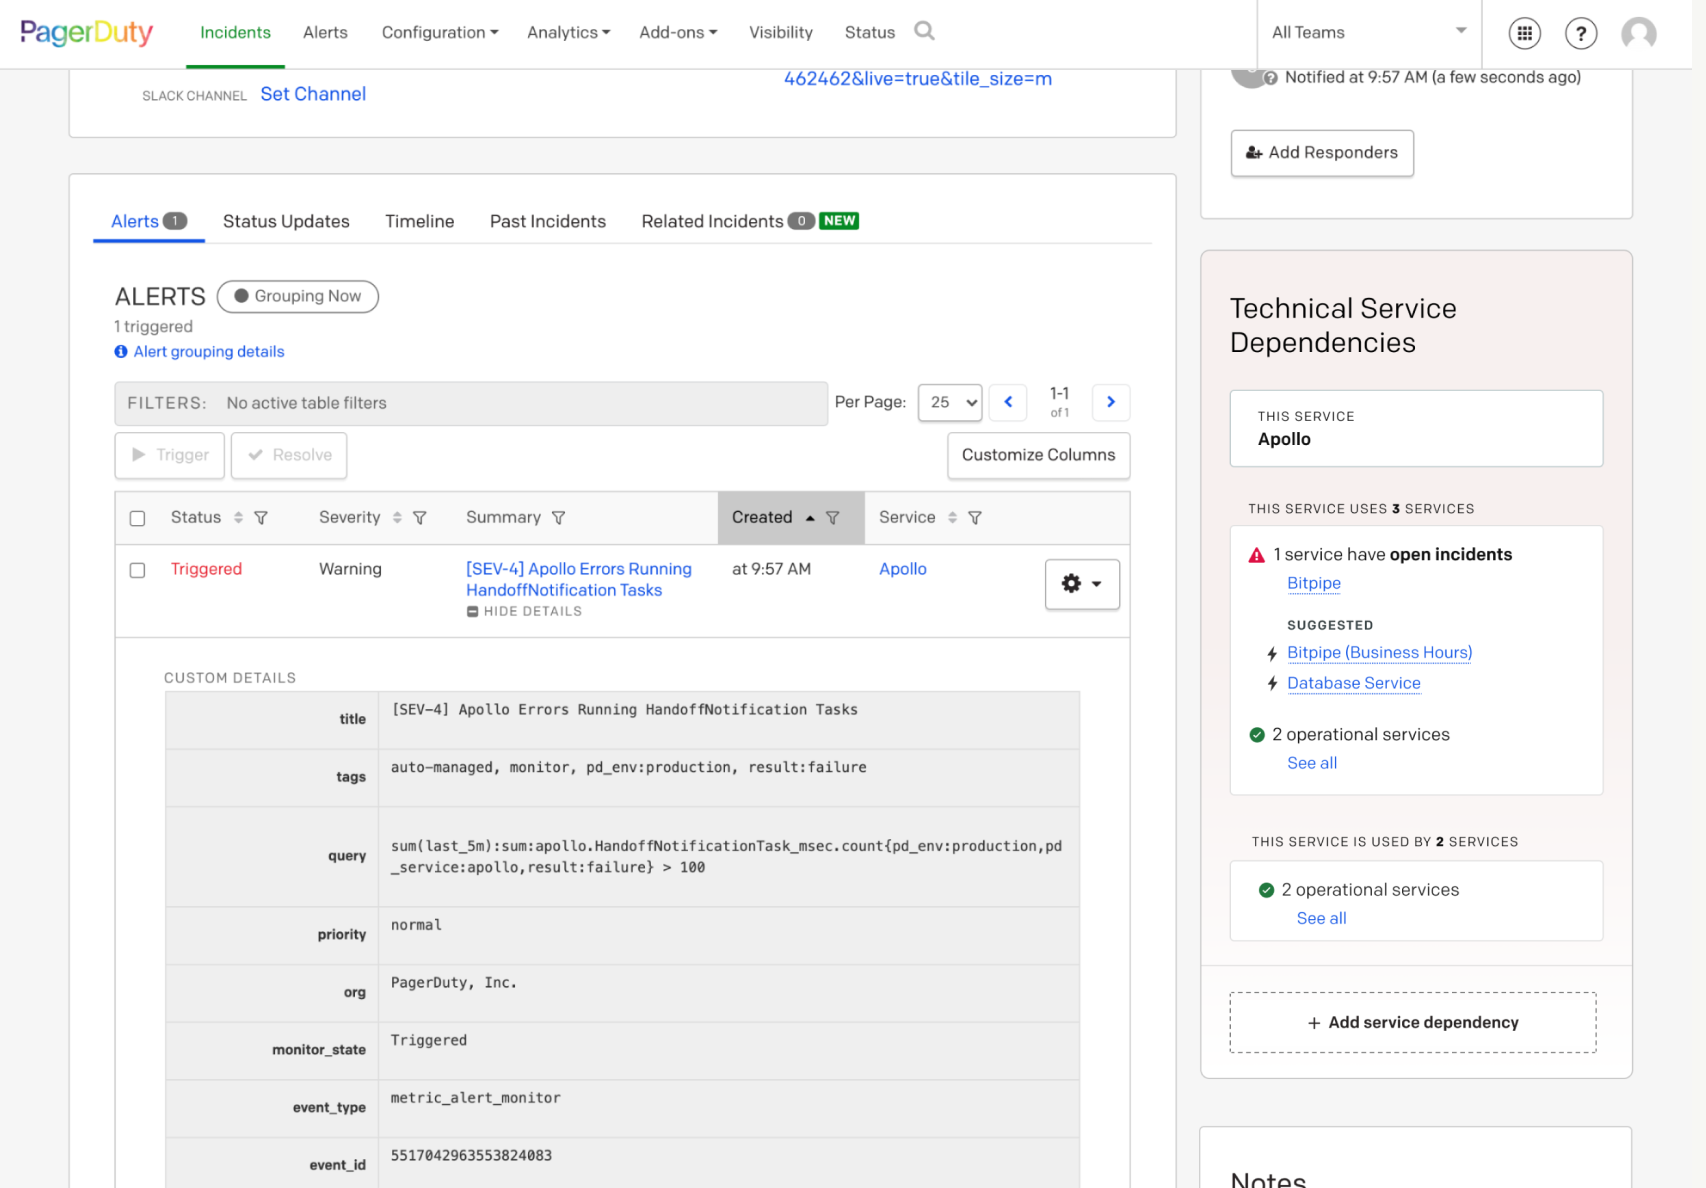 PagerDuty
Incidents
Alerts
Configuration
Analytics
Add-ons
Visibility
Status
All Teams
?
SLACK CHANNEL Set Channel
462462&live=true&tile_size=m
? Notified at 9:57 AM (a few seconds ago)
Add Responders
Alerts 1
Status Updates
Timeline
Past Incidents
Related Incidents 0 NEW
ALERTS
Grouping Now
1 triggered
Alert grouping details
FILTERS: No active table filters
Per Page: 25
1-1
of 1
Trigger
Resolve
Customize Columns
Status
Severity
Summary
Created
Service
Triggered
Warning
[SEV-4] Apollo Errors Running
HandoffNotification Tasks
HIDE DETAILS
at 9:57 AM
Apollo
CUSTOM DETAILS
title
[SEV-4] Apollo Errors Running HandoffNotification Tasks
tags
auto-managed, monitor, pd_env:production, result:failure
query
sum(last_5m):sum:apollo.HandoffNotificationTask_msec.count{pd_env:production,pd
_service:apollo,result:failure} > 100
priority
normal
org
PagerDuty, Inc.
monitor_state
Triggered
event_type
metric_alert_monitor
event_id
5517042963553824083
Technical Service
Dependencies
THIS SERVICE
Apollo
THIS SERVICE USES 3 SERVICES
1 service have open incidents
Bitpipe
SUGGESTED
Bitpipe (Business Hours)
Database Service
2 operational services
See all
THIS SERVICE IS USED BY 2 SERVICES
2 operational services
See all
+ Add service dependency
Notes